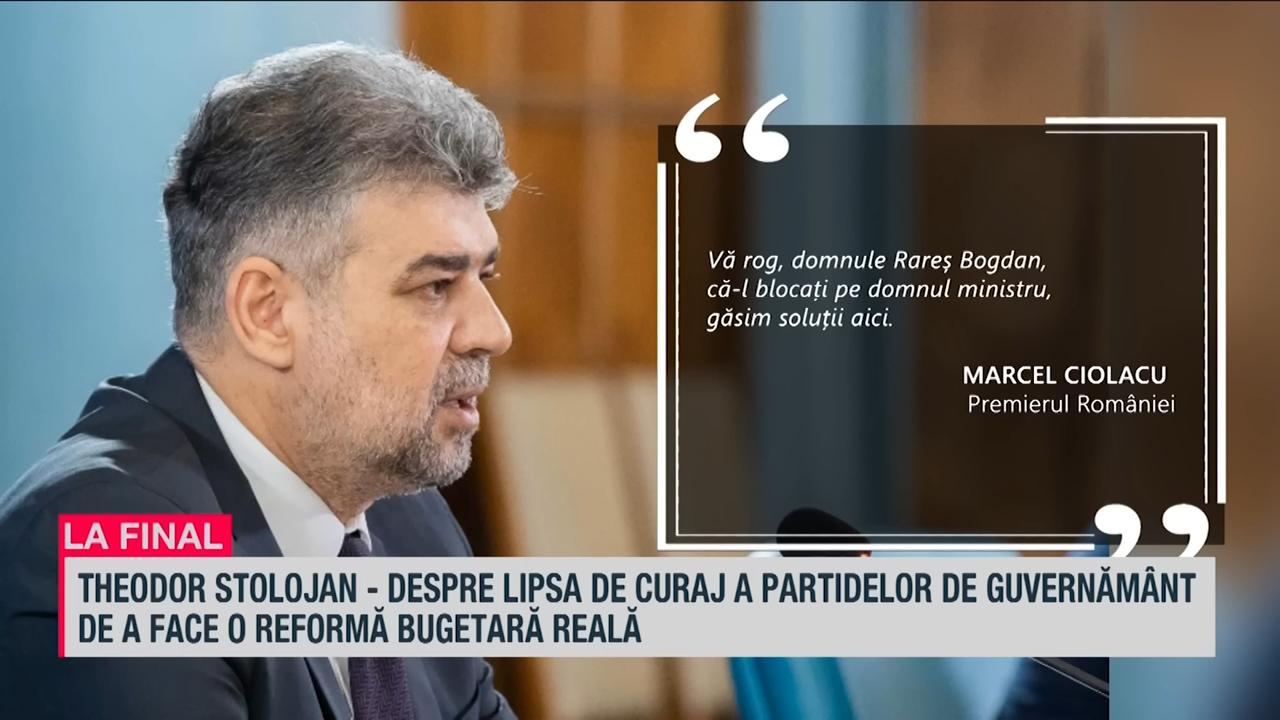 Vă rog, domnule Rareș Bogdan,
că-l blocați pe domnul ministru,
găsim soluții aici.
MARCEL CIOLACU
Premierul României
LA FINAL
THEODOR STOLOJAN - DESPRE LIPSA DE CURAJ A PARTIDELOR DE GUVERNĂMÂNT
DE A FACE O REFORMĂ BUGETARĂ REALĂ